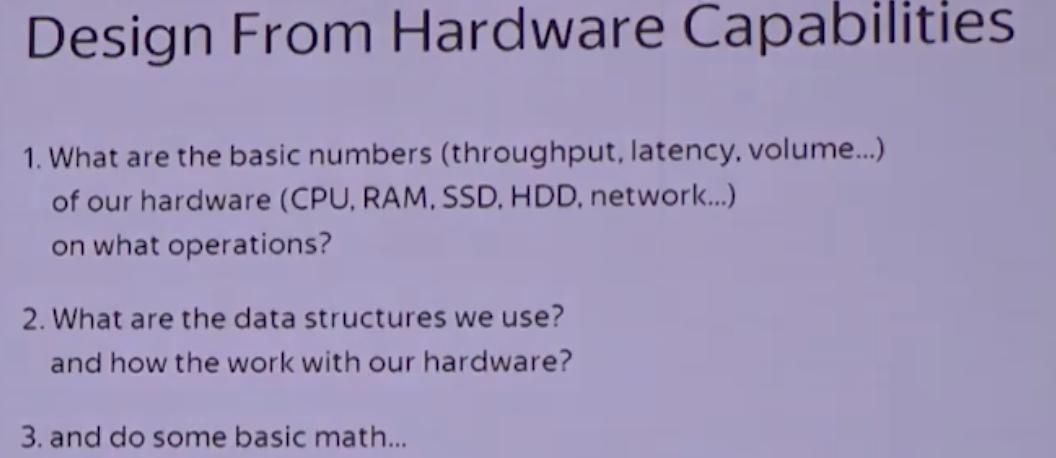 Design From Hardware Capabilities
1. What are the basic numbers (throughput, latency, volume...)
of our hardware (CPU, RAM, SSD, HDD, network...)
on what operations?
2. What are the data structures we use?
and how the work with our hardware?
3. and do some basic math...